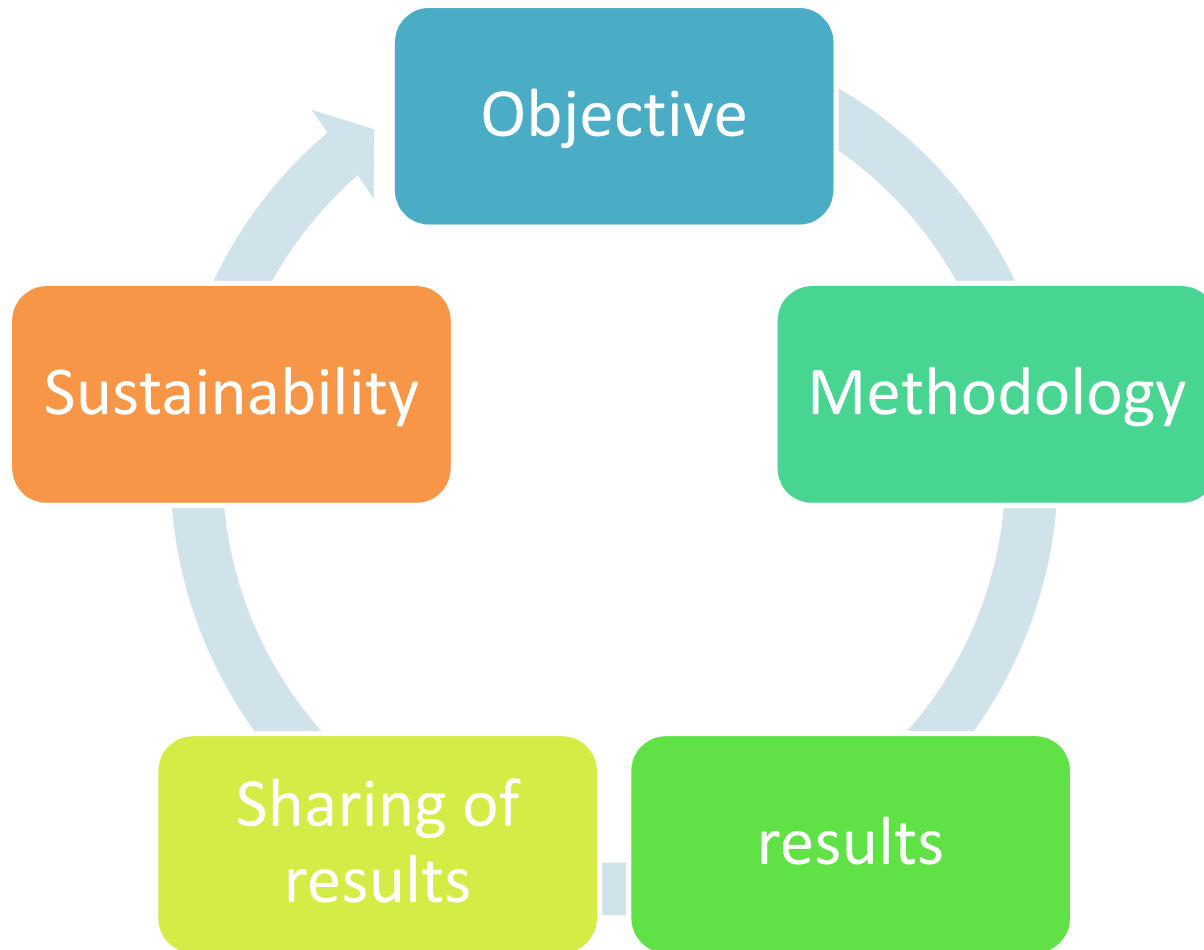 Objective
Methodology
results
Sharing of
results
Sustainability